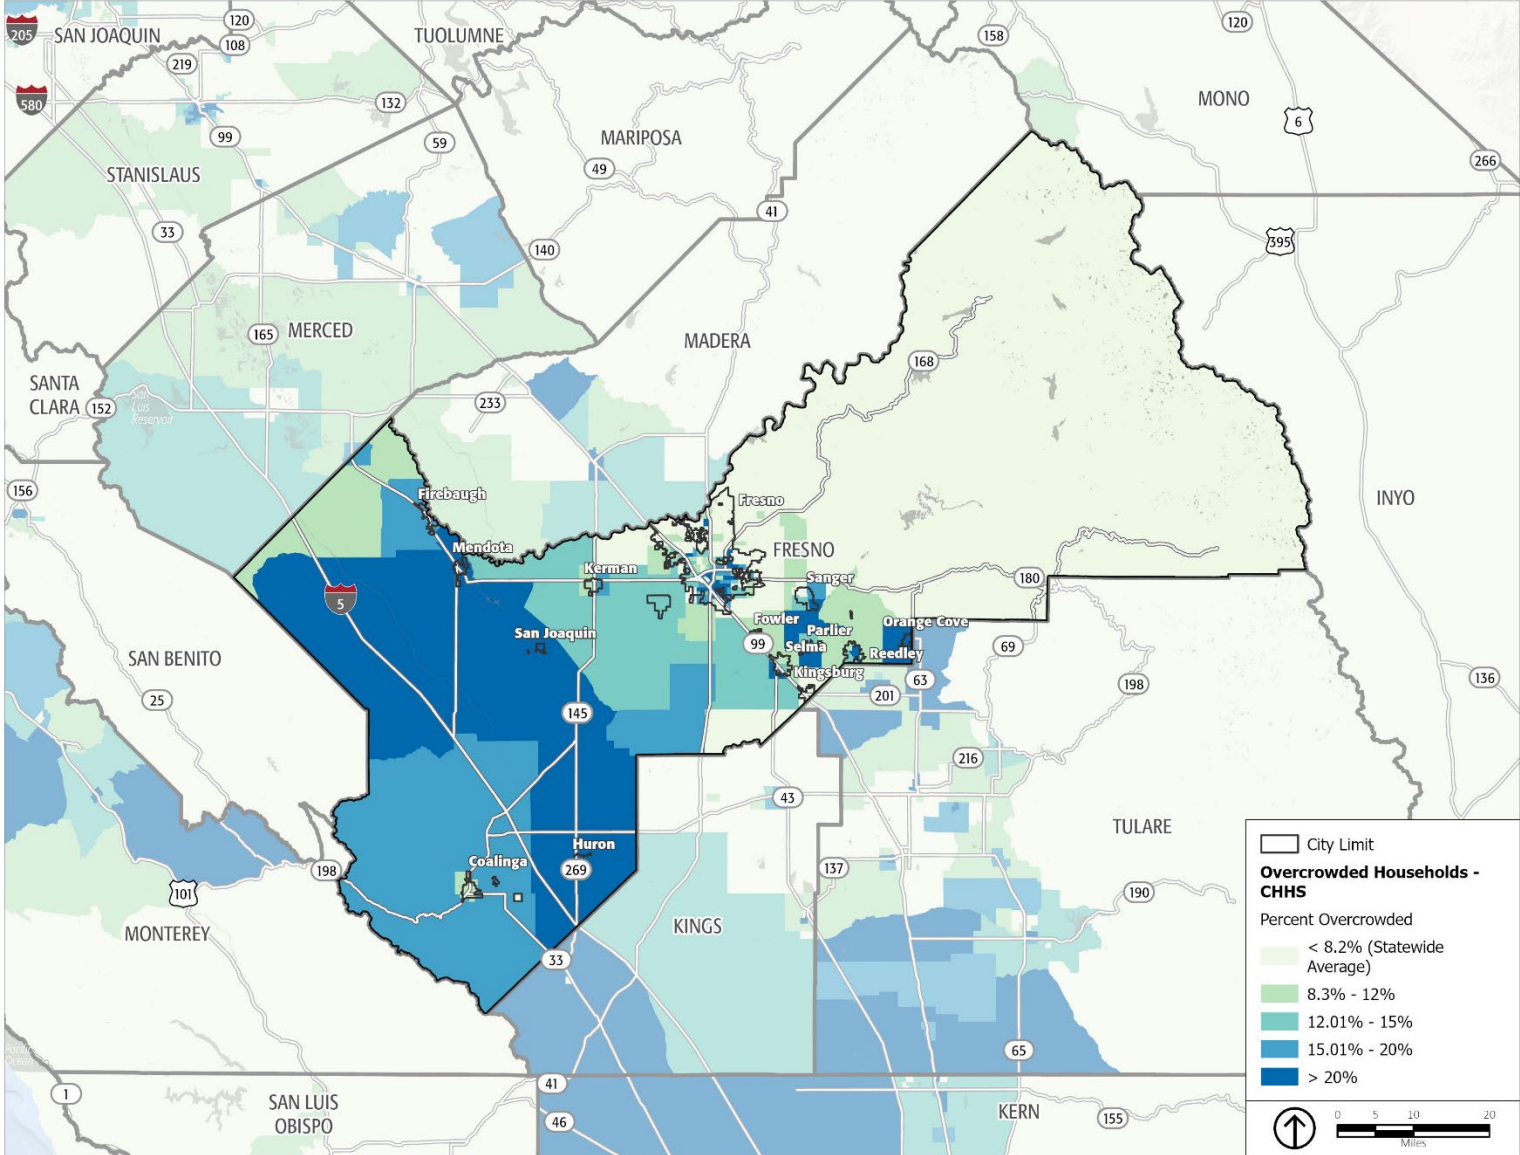 120
205
SAN JOAQUIN
108
TUOLUMNE
158
120
219
580
132
MONO
6
99
59
MARIPOSA
266
49
STANISLAUS
41
33
395
140
165
MERCED
MADERA
168
SANTA
CLARA
152
San
Luis
Reservoir
233
156
Firebaugh
Fresno
INYO
Mendota
FRESNO
Kerman
Sanger
180
5
Fowler
Orange Cove
San Joaquin
Parlier
99
Selma
Reedley
69
SAN BENITO
Kingsburg
63
198
136
25
201
145
216
43
TULARE
Huron
Coalinga
198
269
137
190
101
MONTEREY
KINGS
33
65
Pacific
Ocean
1
41
SAN LUIS
OBISPO
46
KERN
155
City Limit
Overcrowded Households -
CHHS
Percent Overcrowded
< 8.2% (Statewide
Average)
8.3% - 12%
12.01% - 15%
15.01% - 20%
> 20%
0 5 10 20
Miles